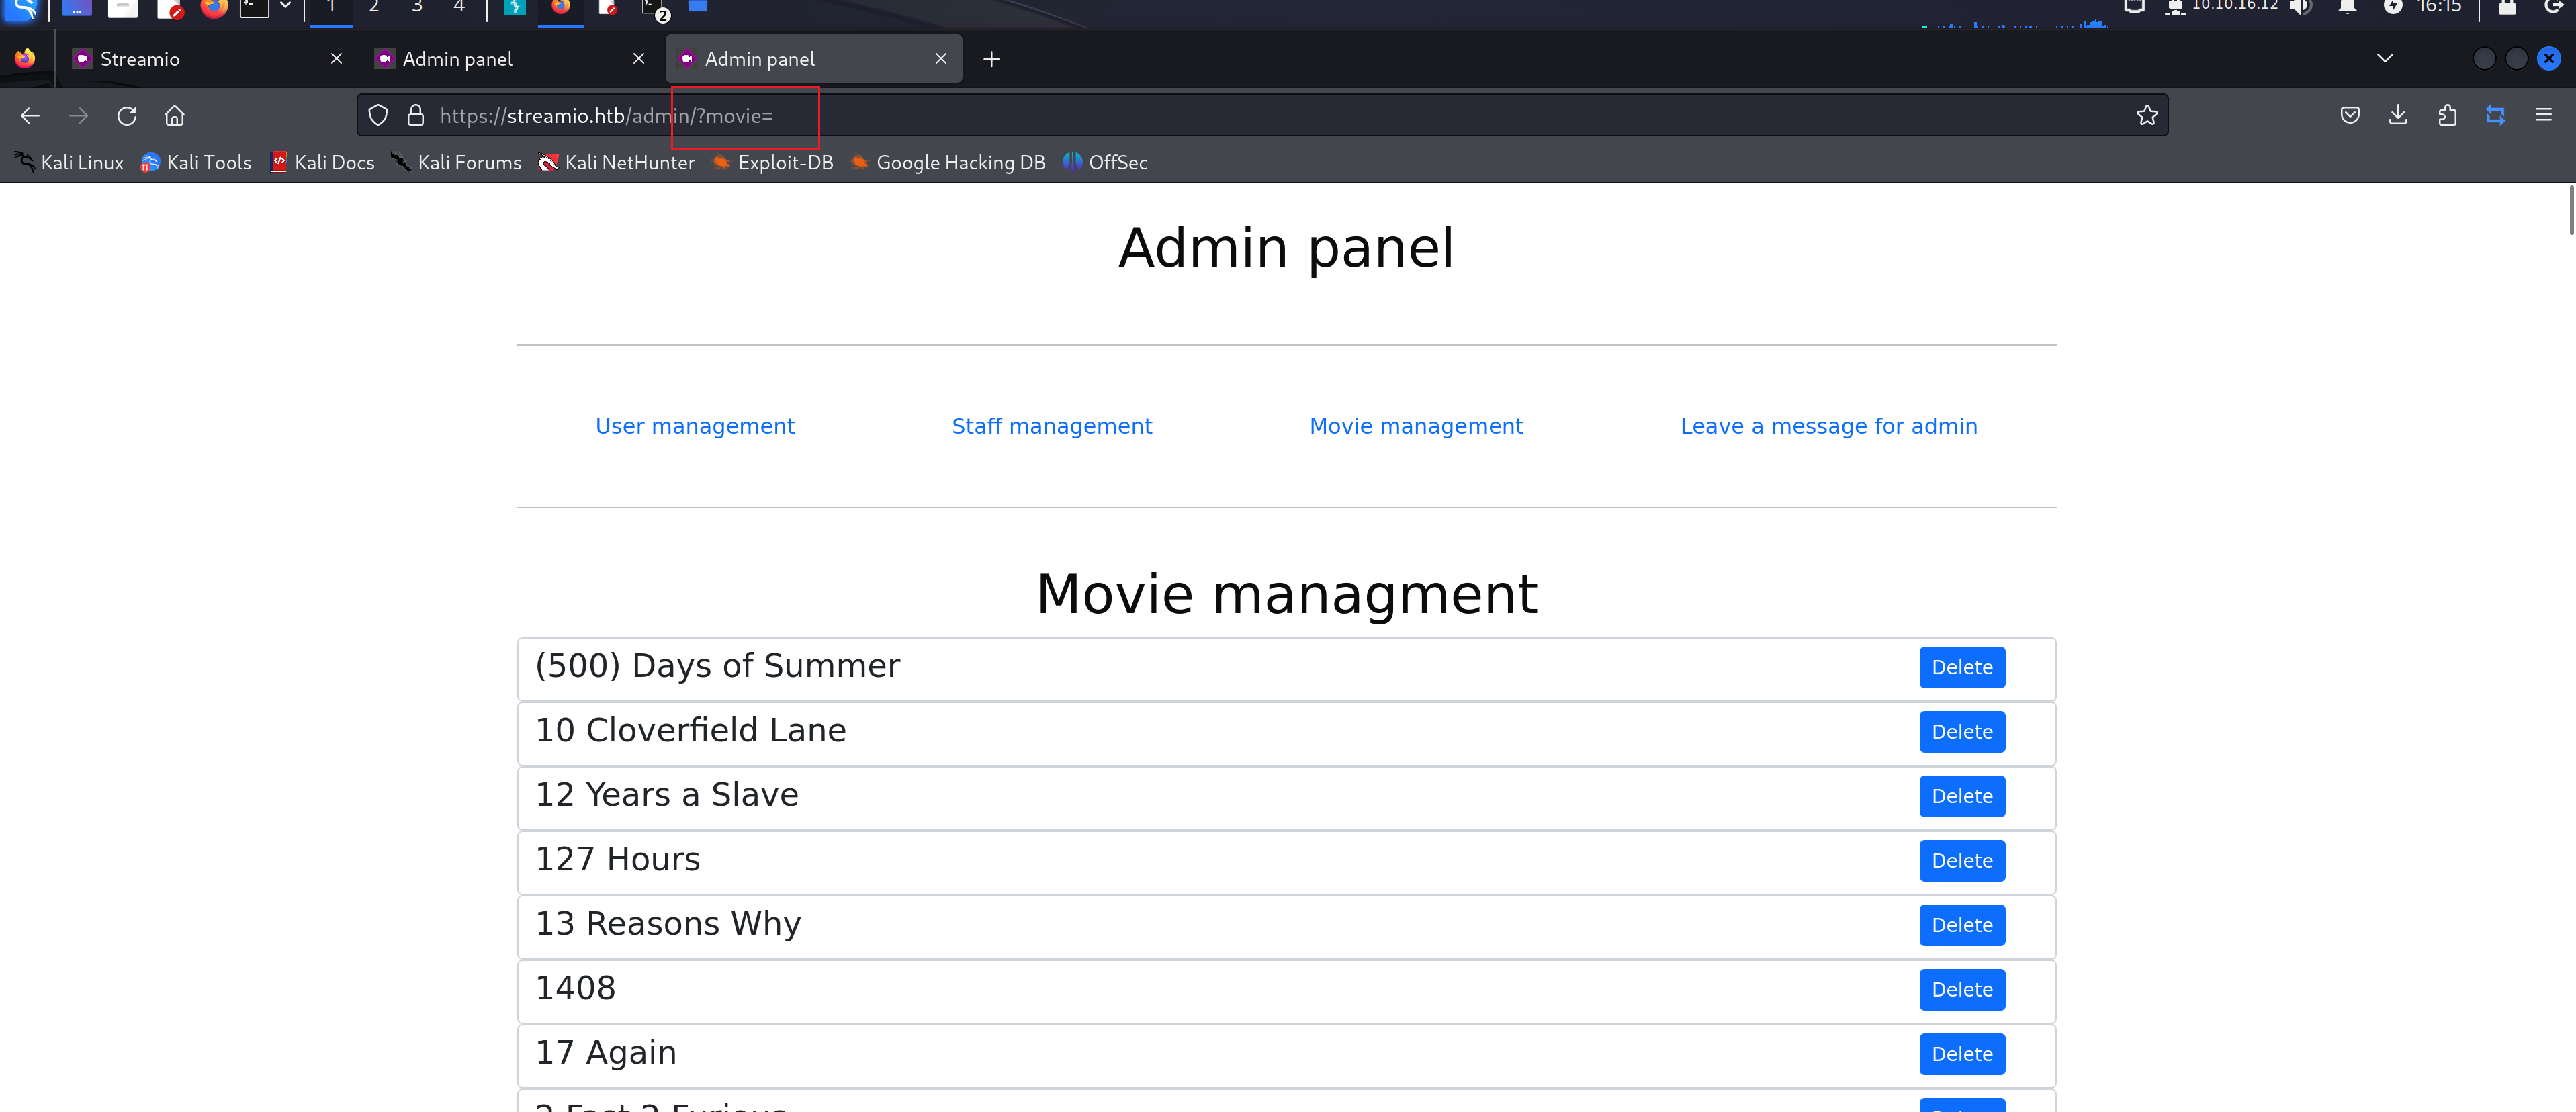 1 2 3 4 2 10.10.16.12 16:15
Streamio Admin panel Admin panel
https://streamio.htb/admin/?movie=
Kali Linux Kali Tools Kali Docs Kali Forums Kali NetHunter Exploit-DB Google Hacking DB OffSec
Admin panel
User management Staff management Movie management Leave a message for admin
Movie managment
(500) Days of Summer Delete
10 Cloverfield Lane Delete
12 Years a Slave Delete
127 Hours Delete
13 Reasons Why Delete
1408 Delete
17 Again Delete
2 Fast 2 Furious